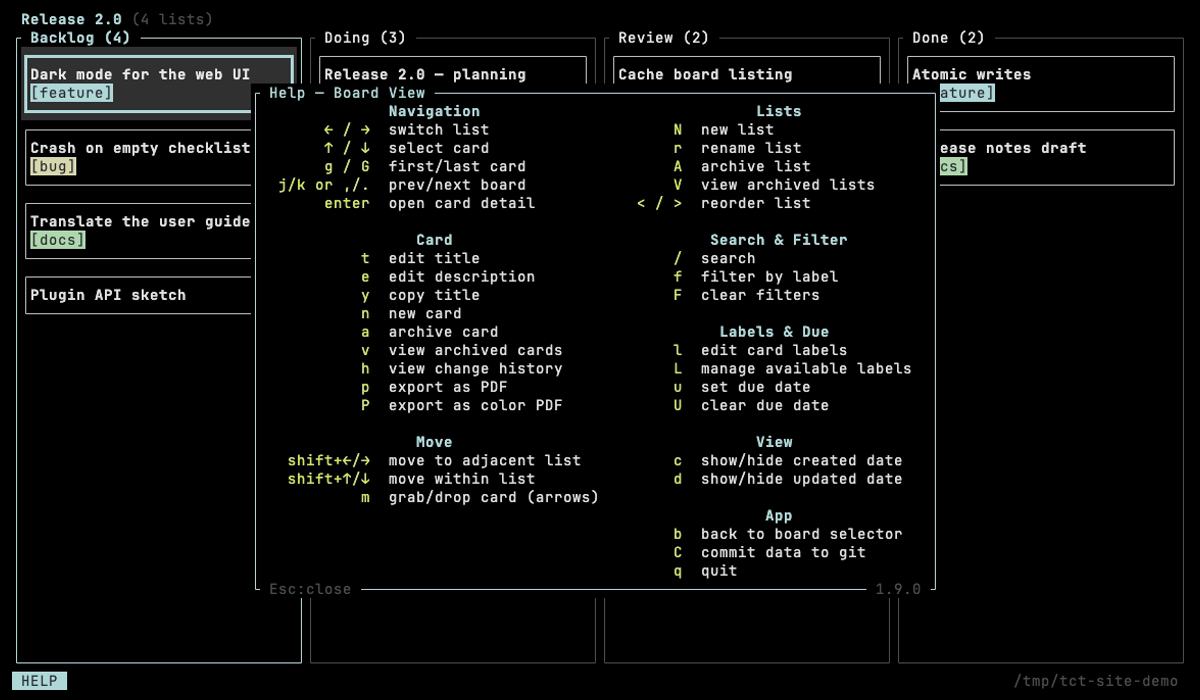 Release 2.0 (4 lists)
Backlog (4)
Doing (3)
Review (2)
Done (2)
Dark mode for the web UI
[feature]
Release 2.0 — planning
Cache board listing
Atomic writes
ature]
Crash on empty checklist
[bug]
ease notes draft
cs]
Translate the user guide
[docs]
Plugin API sketch
Help — Board View
Navigation
← / → switch list
↑ / ↓ select card
g / G first/last card
j/k or ,/. prev/next board
enter open card detail
Card
t edit title
e edit description
y copy title
n new card
a archive card
v view archived cards
h view change history
p export as PDF
P export as color PDF
Move
shift+←/→ move to adjacent list
shift+↑/↓ move within list
m grab/drop card (arrows)
Lists
N new list
r rename list
A archive list
V view archived lists
< / > reorder list
Search & Filter
/ search
f filter by label
F clear filters
Labels & Due
l edit card labels
L manage available labels
u set due date
U clear due date
View
c show/hide created date
d show/hide updated date
App
b back to board selector
C commit data to git
q quit
Esc:close
1.9.0
HELP
/tmp/tct-site-demo